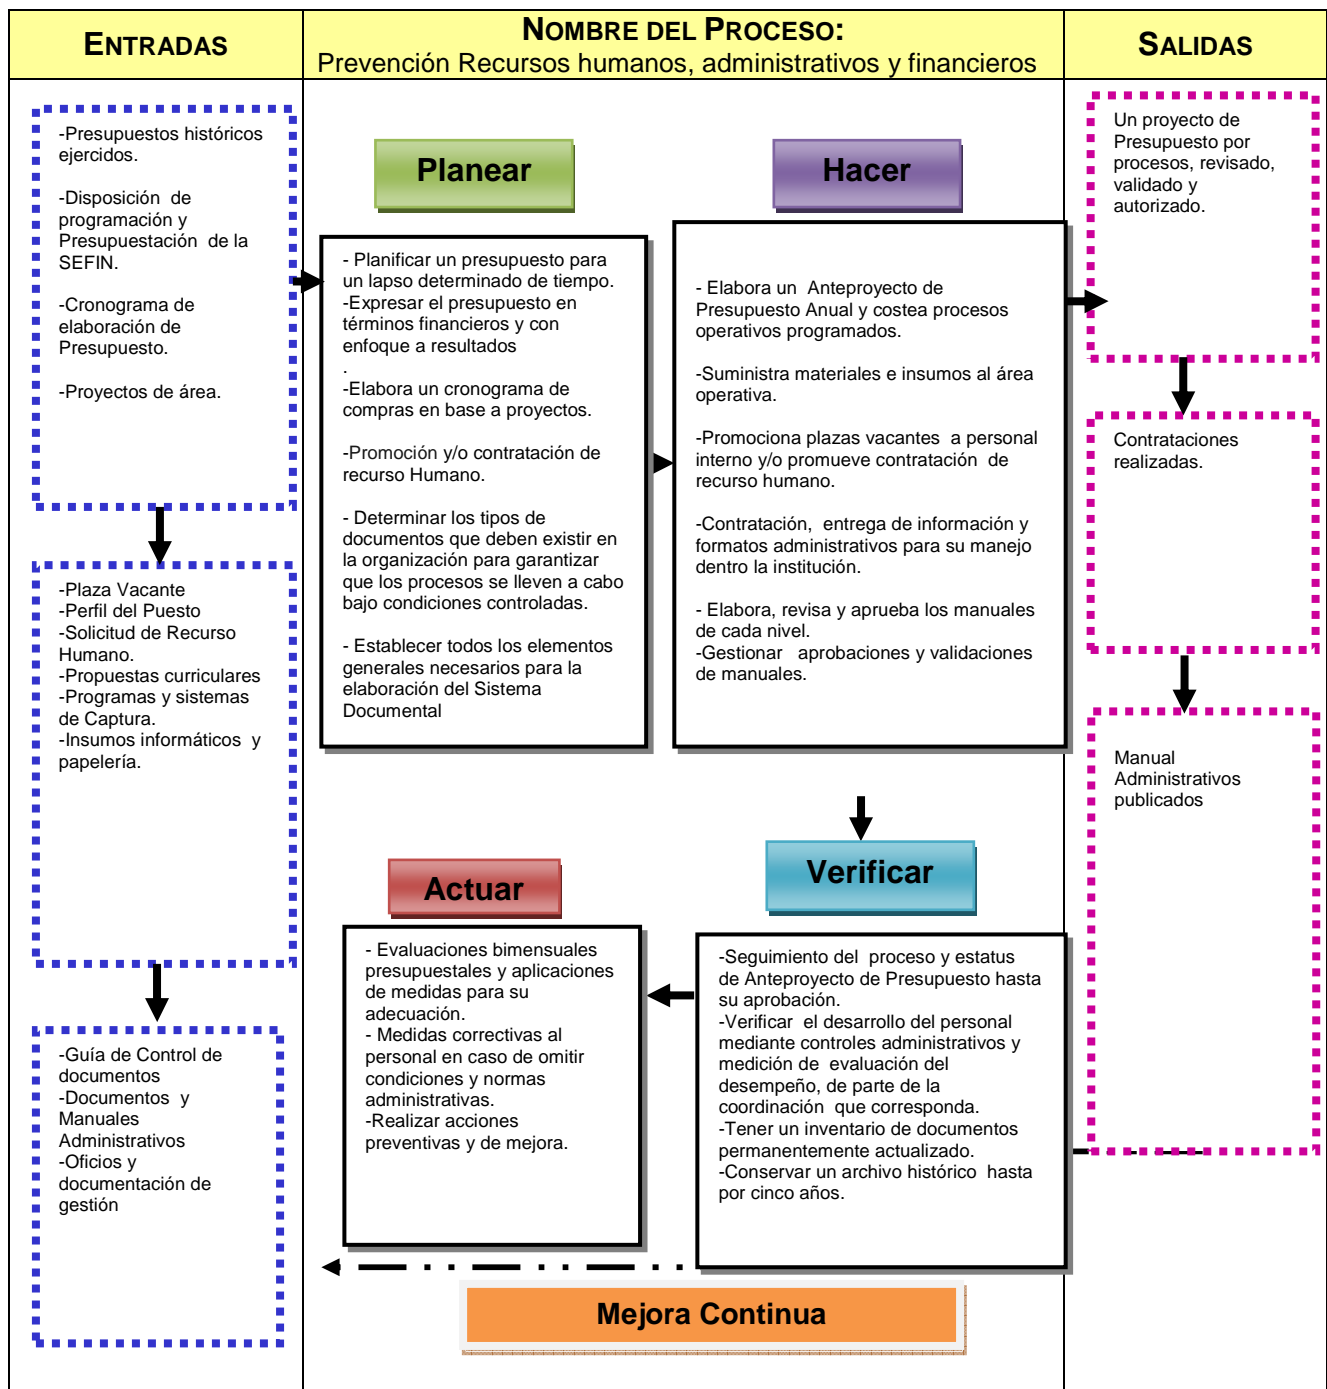 ENTRADAS
NOMBRE DEL PROCESO:
Prevención Recursos humanos, administrativos y financieros
SALIDAS
-Presupuestos históricos
ejercidos.
-Disposición de
programación y
Presupuestación de la
SEFIN.
-Cronograma de
elaboración de
Presupuesto.
-Proyectos de área.
-Plaza Vacante
-Perfil del Puesto
-Solicitud de Recurso
Humano.
-Propuestas curriculares
-Programas y sistemas
de Captura.
-Insumos informáticos y
papelería.
-Guía de Control de
documentos
-Documentos y
Manuales
Administrativos
-Oficios y
documentación de
gestión
Planear
- Planificar un presupuesto para
un lapso determinado de tiempo.
-Expresar el presupuesto en
términos financieros y con
enfoque a resultados
.
-Elabora un cronograma de
compras en base a proyectos.
-Promoción y/o contratación de
recurso Humano.
- Determinar los tipos de
documentos que deben existir en
la organización para garantizar
que los procesos se lleven a cabo
bajo condiciones controladas.
- Establecer todos los elementos
generales necesarios para la
elaboración del Sistema
Documental
Hacer
- Elabora un Anteproyecto de
Presupuesto Anual y costea procesos
operativos programados.
-Suministra materiales e insumos al área
operativa.
-Promociona plazas vacantes a personal
interno y/o promueve contratación de
recurso humano.
-Contratación, entrega de información y
formatos administrativos para su manejo
dentro la institución.
- Elabora, revisa y aprueba los manuales
de cada nivel.
-Gestionar aprobaciones y validaciones
de manuales.
Actuar
- Evaluaciones bimensuales
presupuestales y aplicaciones
de medidas para su
adecuación.
- Medidas correctivas al
personal en caso de omitir
condiciones y normas
administrativas.
-Realizar acciones
preventivas y de mejora.
Verificar
-Seguimiento del proceso y estatus
de Anteproyecto de Presupuesto hasta
su aprobación.
-Verificar el desarrollo del personal
mediante controles administrativos y
medición de evaluación del
desempeño, de parte de la
coordinación que corresponda.
-Tener un inventario de documentos
permanentemente actualizado.
-Conservar un archivo histórico hasta
por cinco años.
Mejora Continua
Un proyecto de
Presupuesto por
procesos, revisado,
validado y
autorizado.
Contrataciones
realizadas.
Manual
Administrativos
publicados